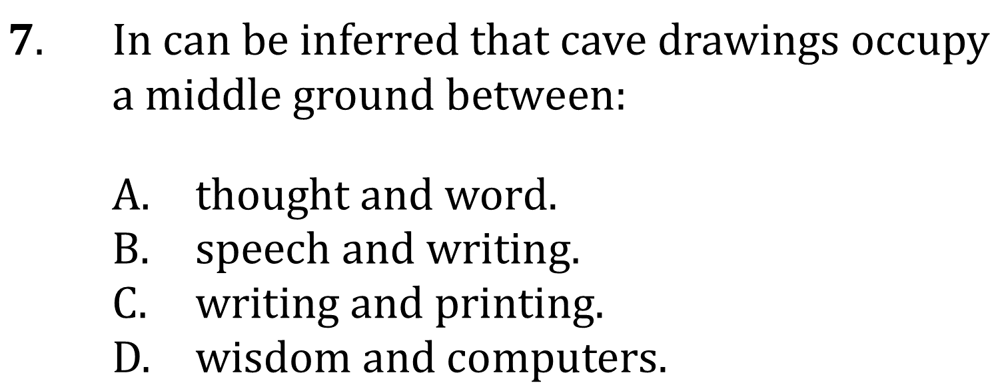 7. In can be inferred that cave drawings occupy
a middle ground between:
A. thought and word.
B. speech and writing.
C. writing and printing.
D. wisdom and computers.